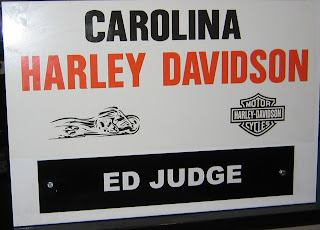 CAROLINA
HARLEY DAVIDSON
MOTOR
HARLEY-DAVIDSON
CYCLES
ED JUDGE